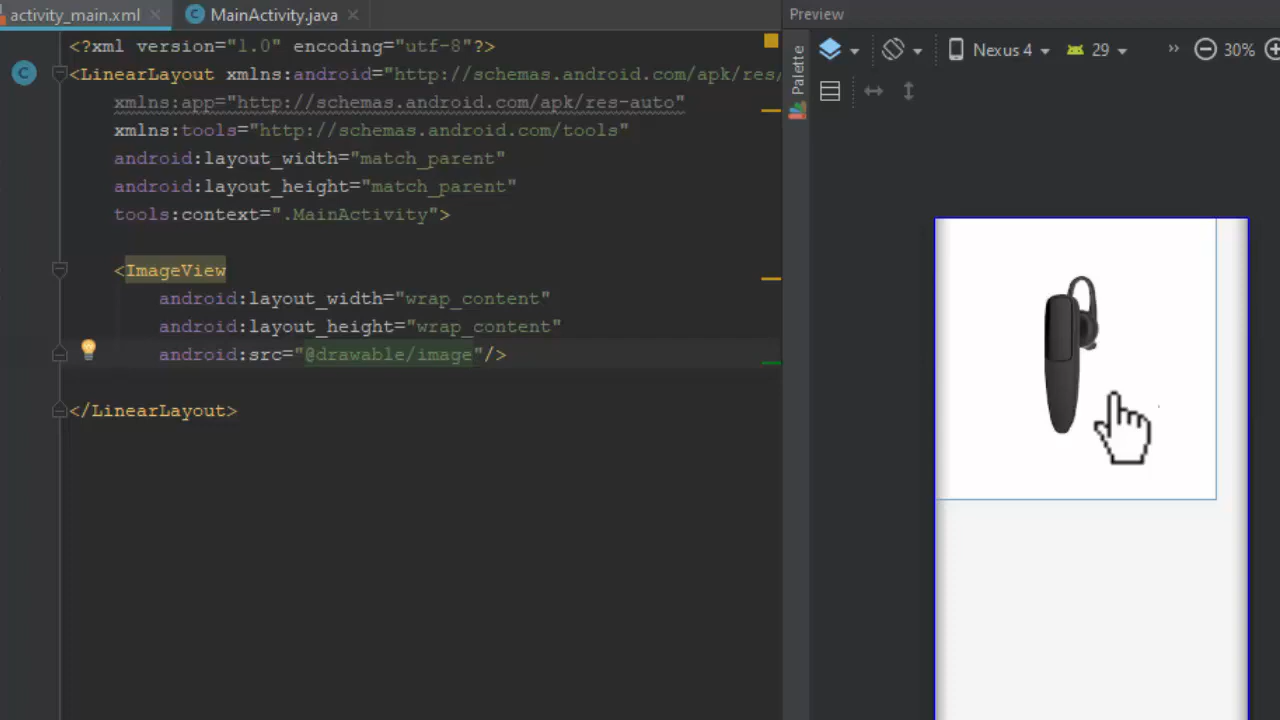 activity_main.xml
MainActivity.java
Preview
<?xml version="1.0" encoding="utf-8"?>
<LinearLayout xmlns:android="http://schemas.android.com/apk/res/
xmlns:app="http://schemas.android.com/apk/res-auto"
xmlns:tools="http://schemas.android.com/tools"
android:layout_width="match_parent"
android:layout_height="match_parent"
tools:context=".MainActivity">
<ImageView
android:layout_width="wrap_content"
android:layout_height="wrap_content"
android:src="@drawable/image"/>
</LinearLayout>
C
C
Palette
Nexus 4
29
30%